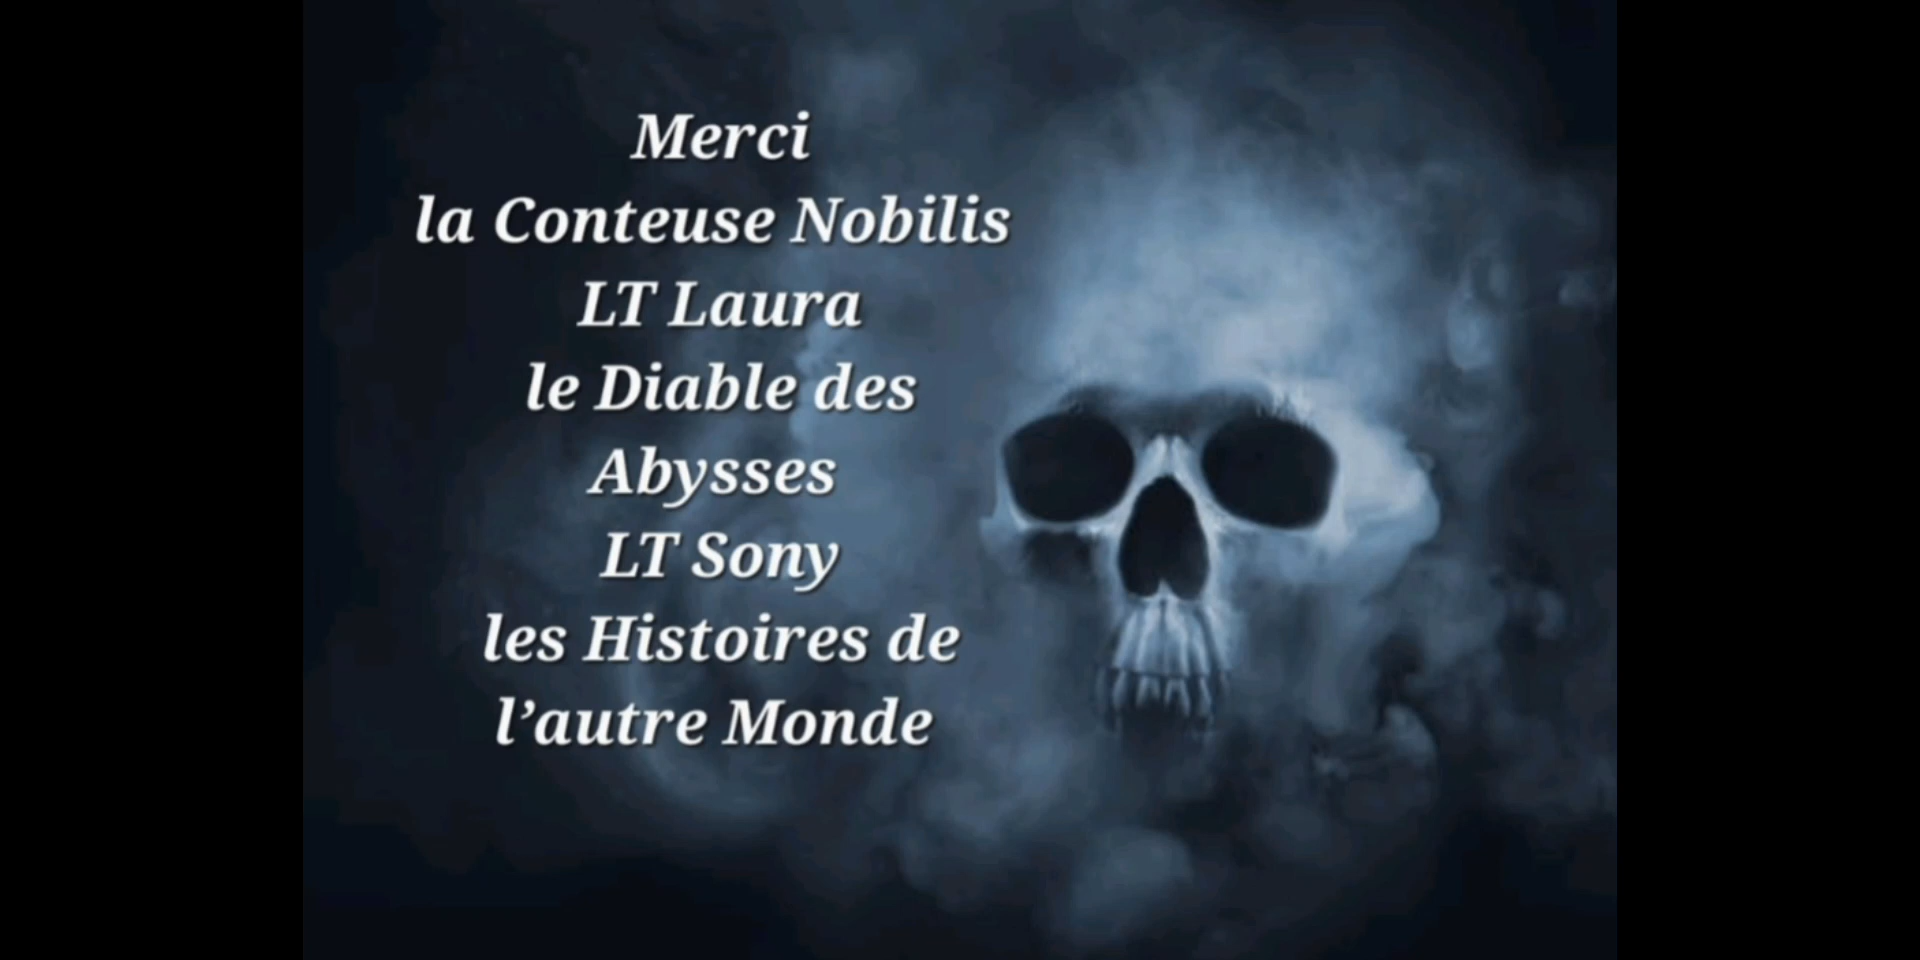 Merci
la Conteuse Nobilis
LT Laura
le Diable des
Abysses
LT Sony
les Histoires de
l’autre Monde